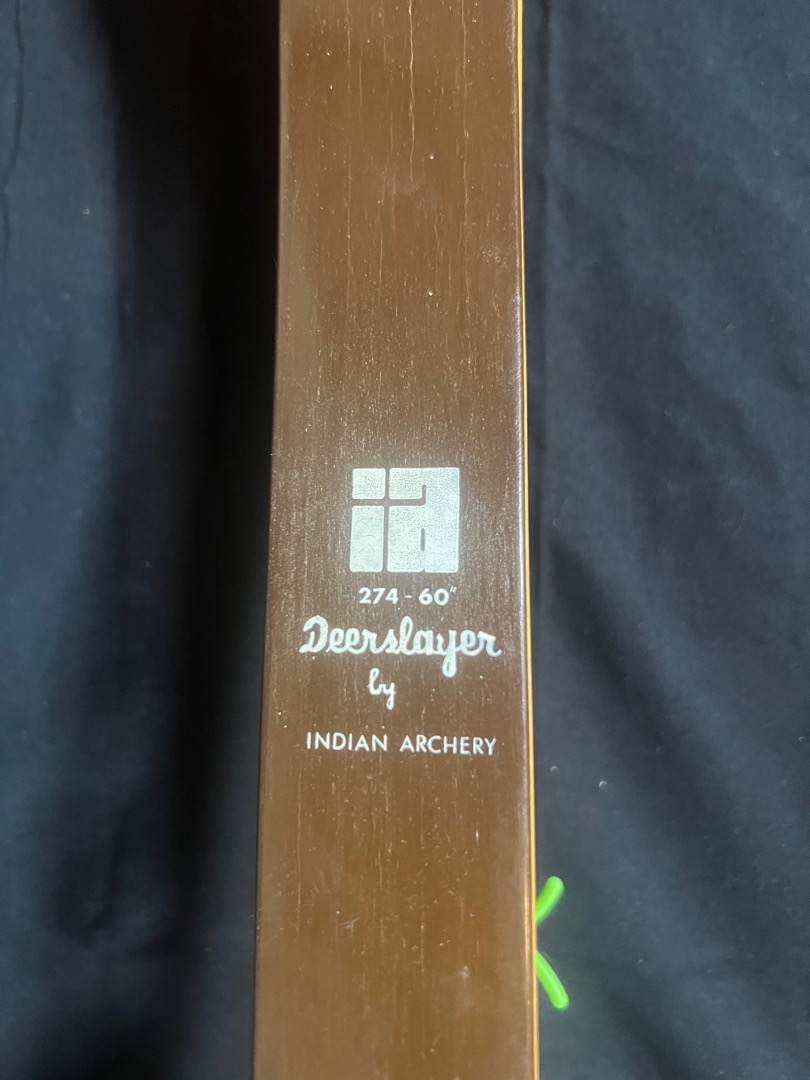 ia
274-60"
Deerslayer
by
INDIAN ARCHERY